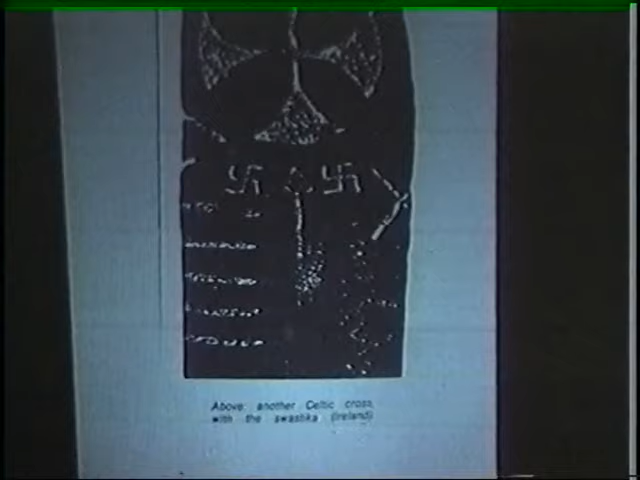 Above: another Celtic cross,
with the swastika (Ireland)